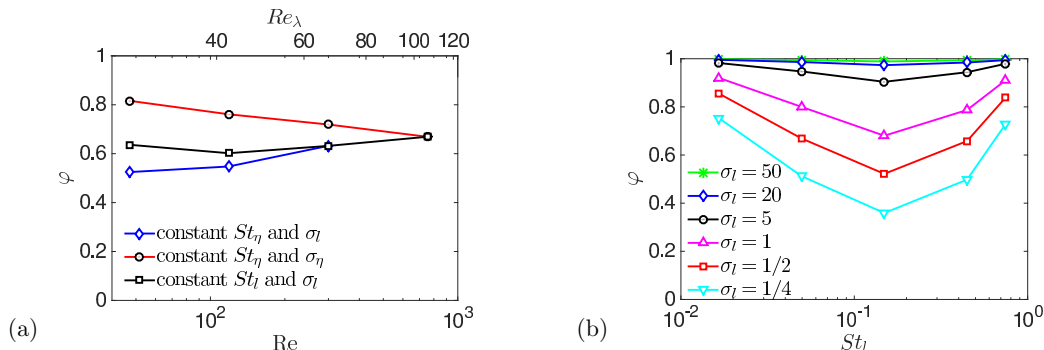 Re_λ
40 60 80 100 120
1
0.8
0.6
φ
0.4
0.2
0
constant St_η and σ_l
constant St_η and σ_η
constant St_l and σ_l
10^2 10^3
(a) Re
1
0.8
0.6
φ
0.4
0.2
0
σ_l = 50
σ_l = 20
σ_l = 5
σ_l = 1
σ_l = 1/2
σ_l = 1/4
10^-2 10^-1 10^0
(b) St_l